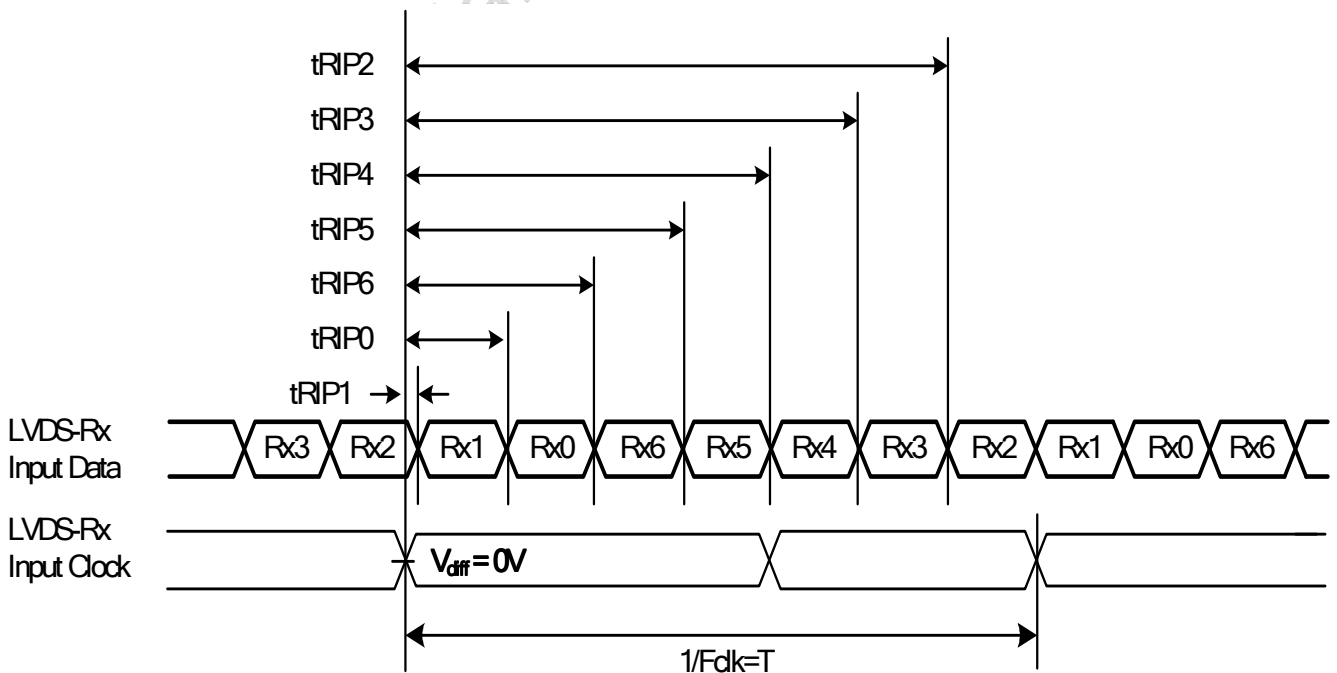 tRIP2
tRIP3
tRIP4
tRIP5
tRIP6
tRIP0
tRIP1
LVDS-Rx
Input Data
Rx3 Rx2 Rx1 Rx0 Rx6 Rx5 Rx4 Rx3 Rx2 Rx1 Rx0 Rx6
LVDS-Rx
Input Clock
Vdiff = 0V
1/Fclk=T